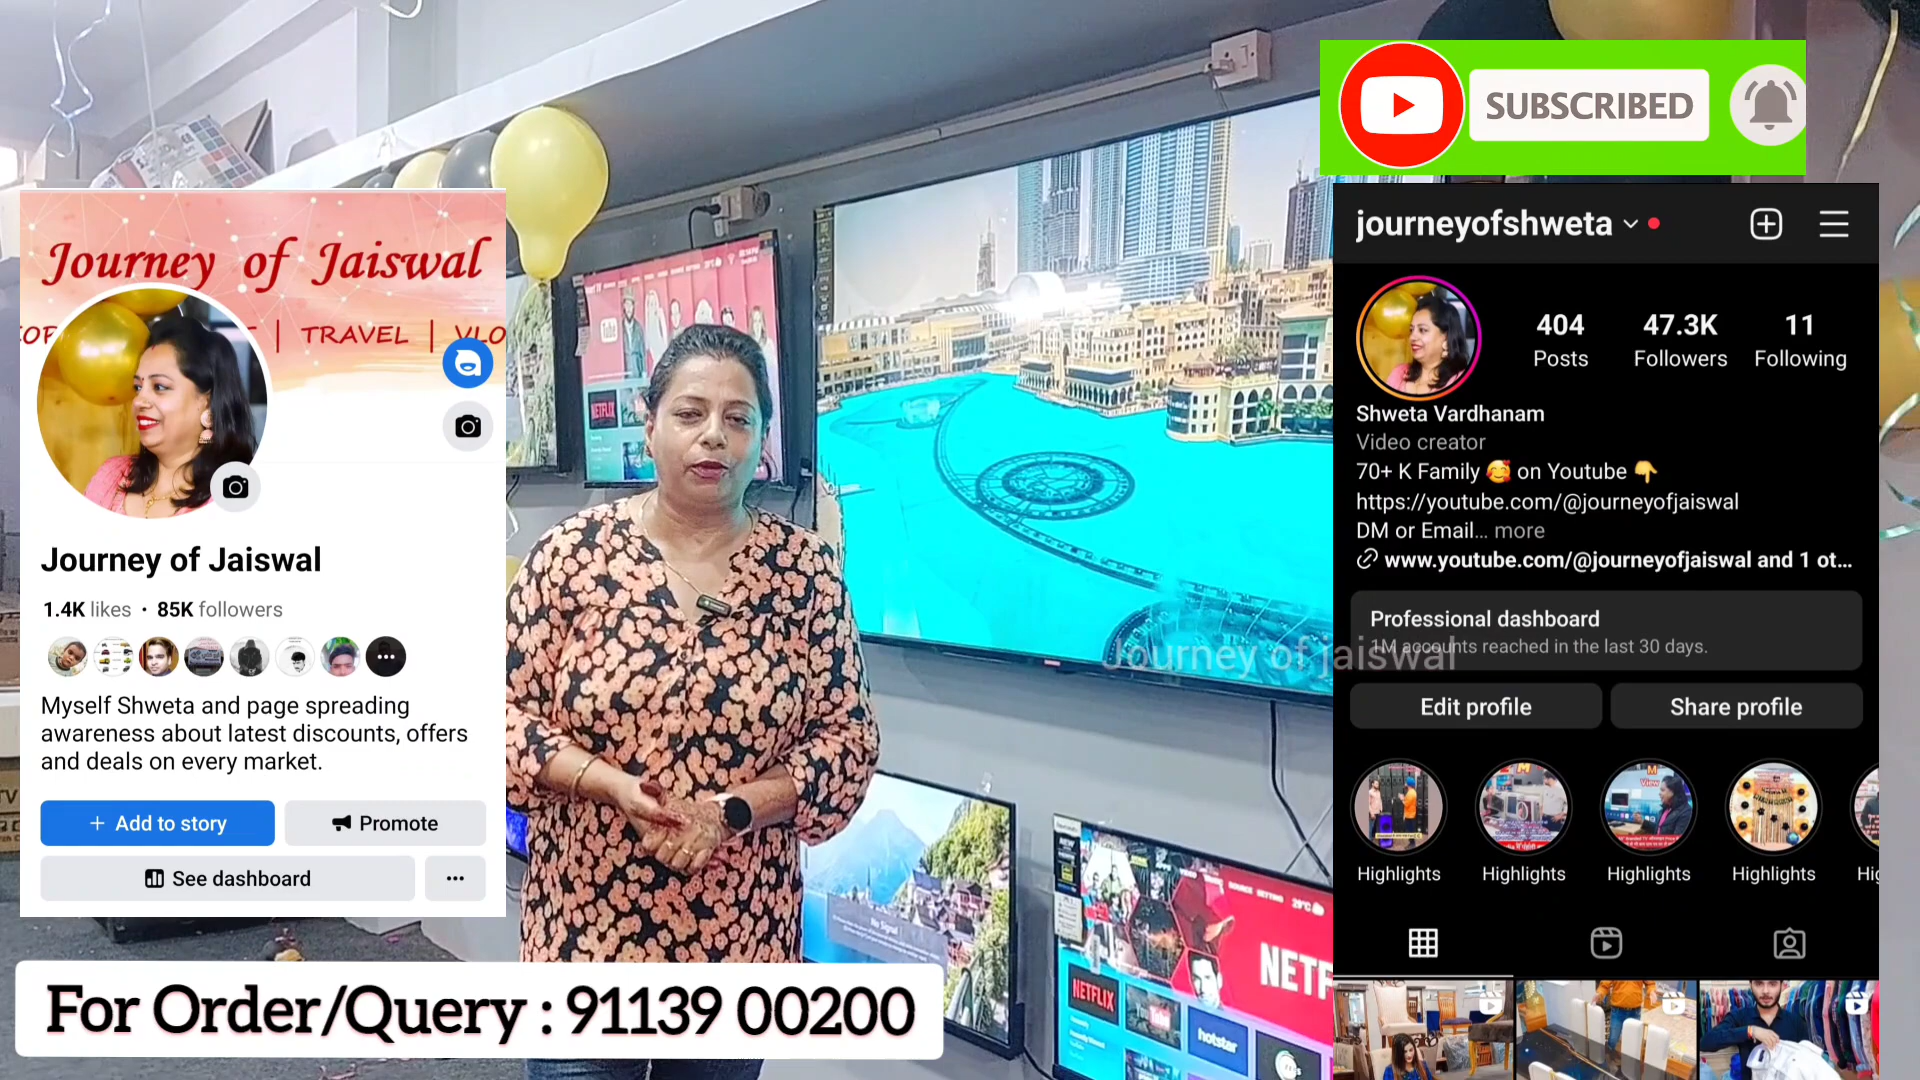 Journey of Jaiswal
TRAVEL
Journey of Jaiswal
1.4K likes • 85K followers
Myself Shweta and page spreading
awareness about latest discounts, offers
and deals on every market.
+ Add to story
Promote
See dashboard
For Order/Query : 91139 00200
SUBSCRIBED
journeyofshweta
404
Posts
47.3K
Followers
11
Following
Shweta Vardhanam
Video creator
70+ K Family 🥰 on Youtube 👇
https://youtube.com/@journeyofjaiswal
DM or Email... more
www.youtube.com/@journeyofjaiswal and 1 ot...
Professional dashboard
1M accounts reached in the last 30 days.
Journey of jaiswal
Edit profile
Share profile
Highlights
Highlights
Highlights
Highlights
NETFLIX
NETFLIX
hotstar
No Signal